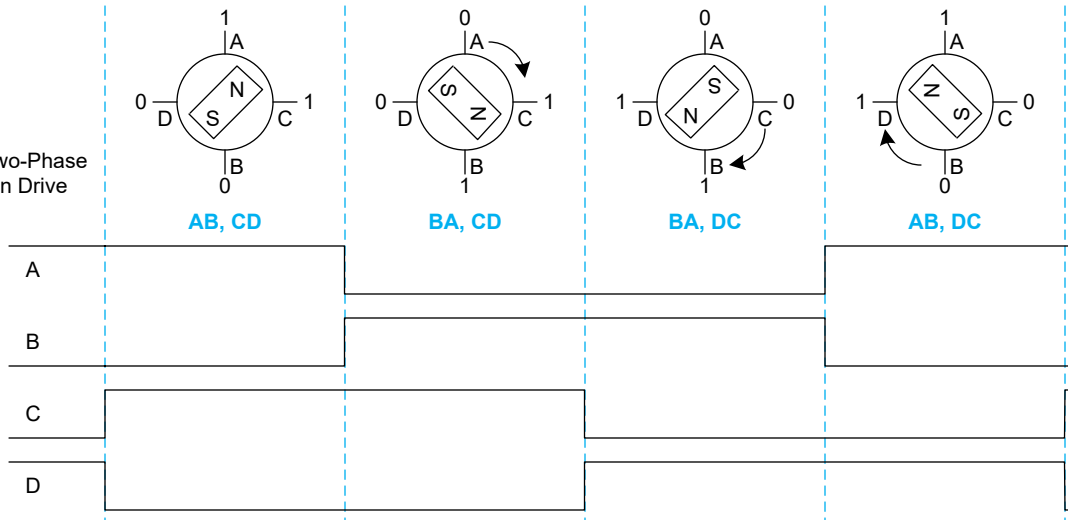 1 0 0 1
A A A A
0 D N S C 1
0 D S N C 1
1 D S N C 0
1 D N S C 0
B B B B
0 1 1 0
wo-Phase
n Drive
AB, CD BA, CD BA, DC AB, DC
A
B
C
D